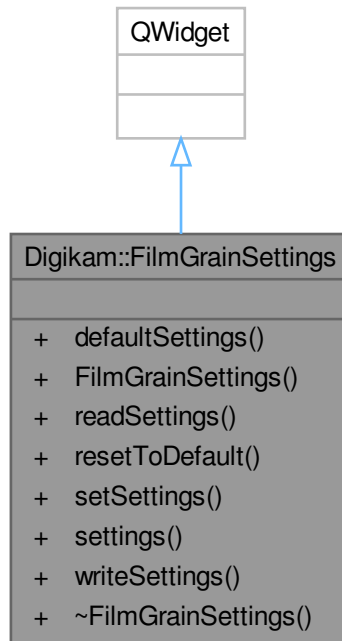 QWidget
Digikam::FilmGrainSettings
+ defaultSettings()
+ FilmGrainSettings()
+ readSettings()
+ resetToDefault()
+ setSettings()
+ settings()
+ writeSettings()
+ ~FilmGrainSettings()